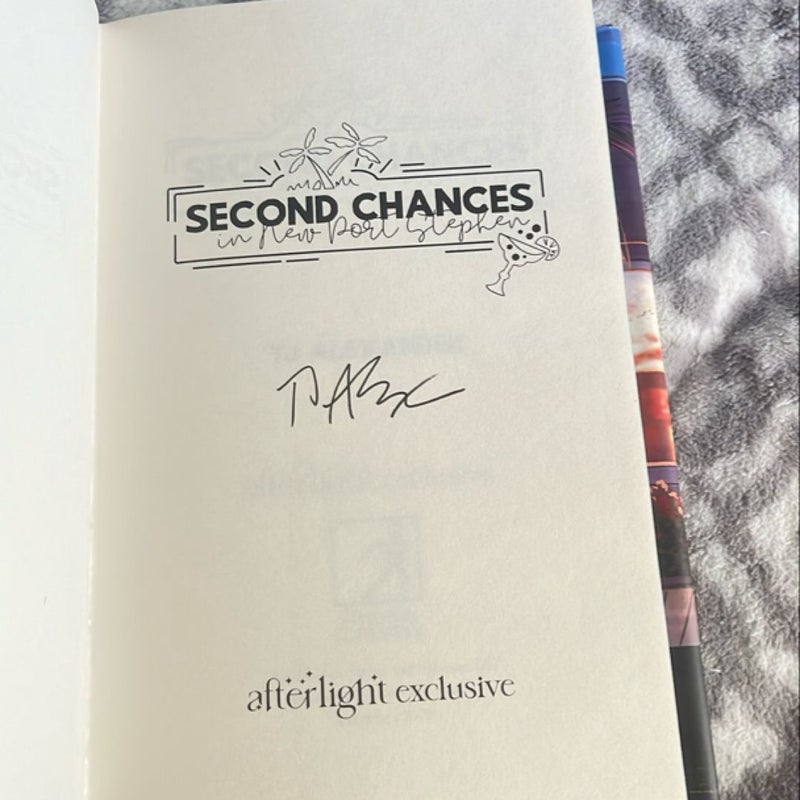 SECOND CHANCES
in New Port Stephen
afterlight exclusive